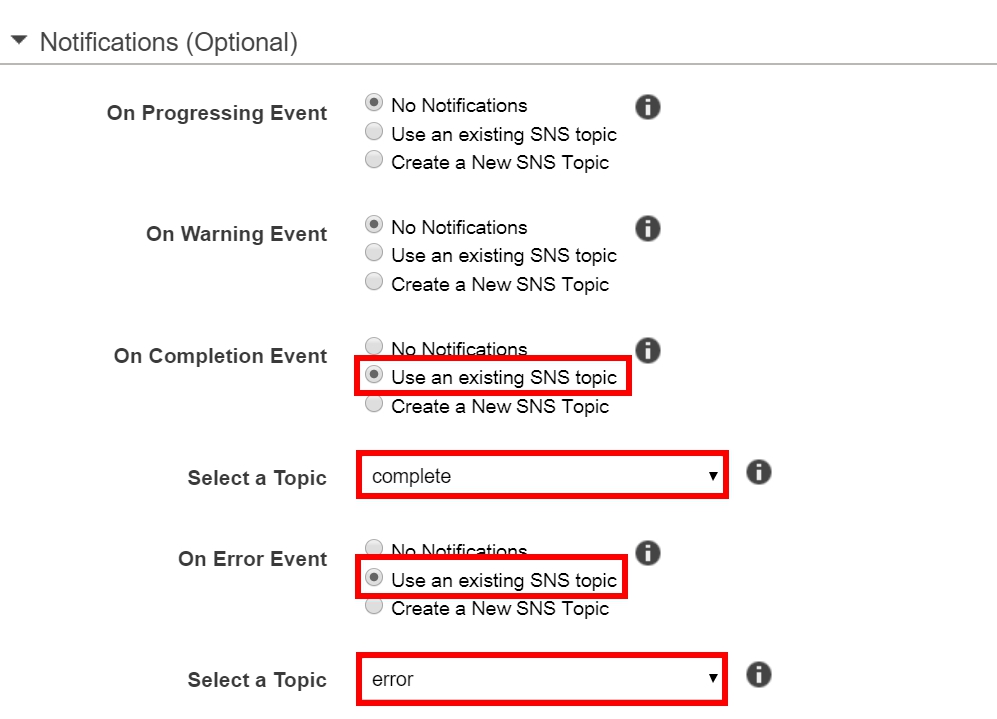 Notifications (Optional)
On Progressing Event
No Notifications
Use an existing SNS topic
Create a New SNS Topic
On Warning Event
No Notifications
Use an existing SNS topic
Create a New SNS Topic
On Completion Event
No Notifications
Use an existing SNS topic
Create a New SNS Topic
Select a Topic
complete
On Error Event
No Notifications
Use an existing SNS topic
Create a New SNS Topic
Select a Topic
error